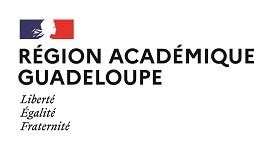 RÉGION ACADÉMIQUE
GUADELOUPE
Liberté
Égalité
Fraternité